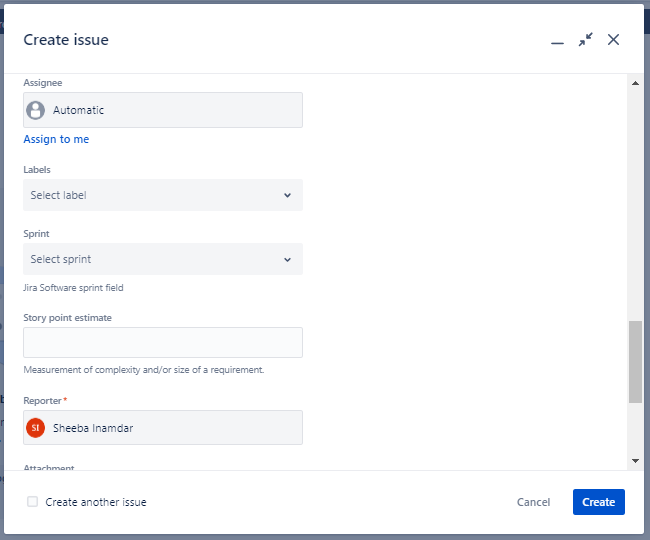 Create issue
Assignee
Automatic
Assign to me
Labels
Select label
Sprint
Select sprint
Jira Software sprint field
Story point estimate
Measurement of complexity and/or size of a requirement.
Reporter*
SI Sheeba Inamdar
Attachment
Create another issue
Cancel
Create